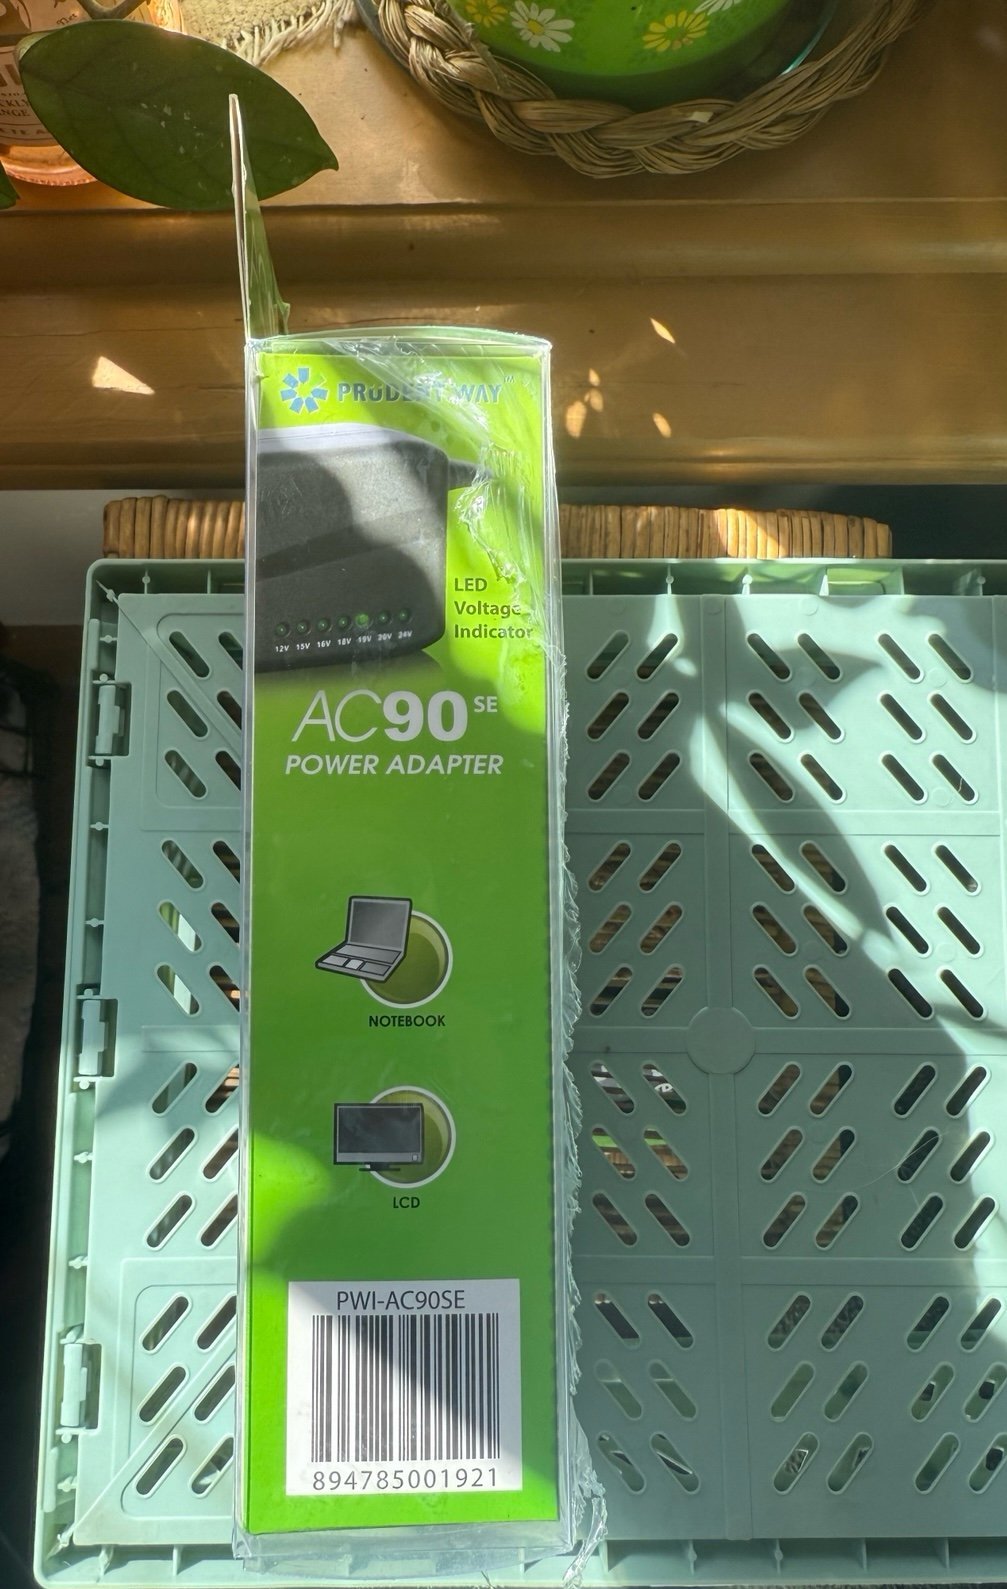 PRUDENT WAY™
LED
Voltage
Indicator
12V 15V 16V 18V 19V 20V 24V
AC90 SE
POWER ADAPTER
NOTEBOOK
LCD
PWI-AC90SE
894785001921